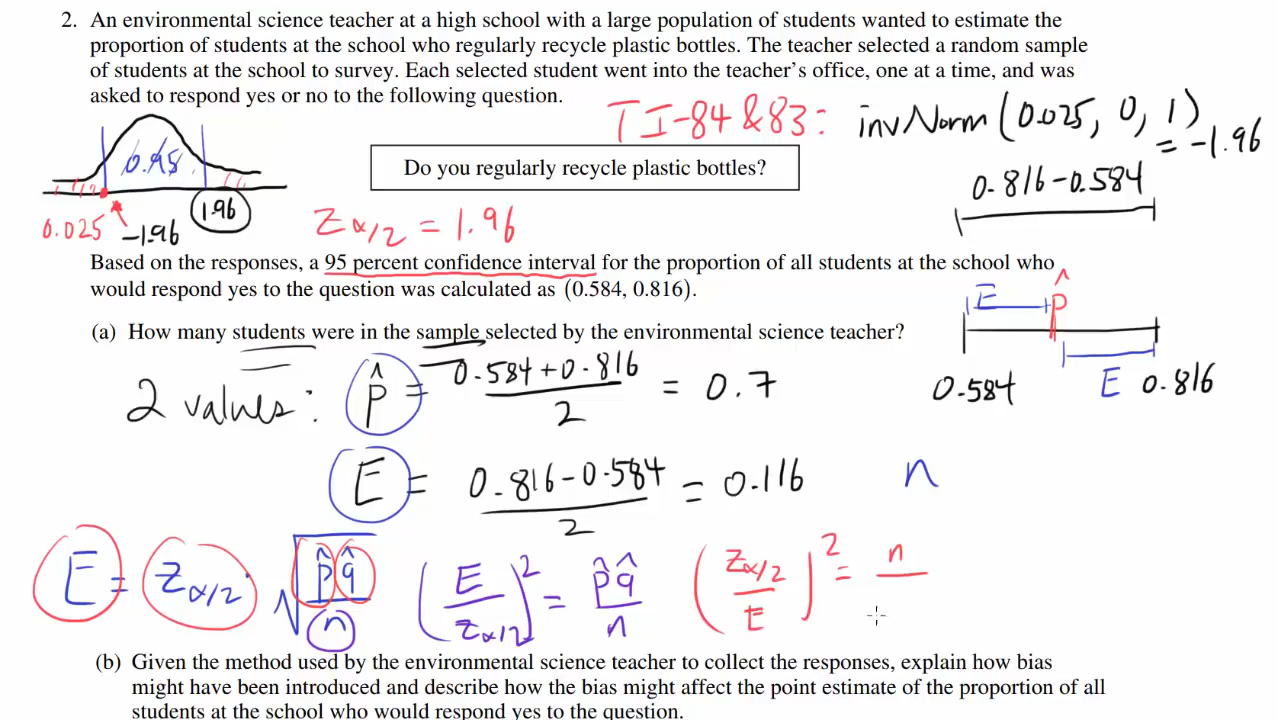 2. An environmental science teacher at a high school with a large population of students wanted to estimate the
proportion of students at the school who regularly recycle plastic bottles. The teacher selected a random sample
of students at the school to survey. Each selected student went into the teacher's office, one at a time, and was
asked to respond yes or no to the following question.
TI-84 & 83: invNorm(0.025, 0, 1)
= -1.96
0.95
Do you regularly recycle plastic bottles?
0.816-0.584
0.025 -1.96 1.96
Zα/2 = 1.96
Based on the responses, a 95 percent confidence interval for the proportion of all students at the school who
would respond yes to the question was calculated as (0.584, 0.816).
E p̂
(a) How many students were in the sample selected by the environmental science teacher?
2 values: p̂ = (0.584+0.816)/2 = 0.7
0.584 E 0.816
E = (0.816-0.584)/2 = 0.116 n
E = Zα/2 · √(p̂q̂/n) (E/Zα/2)² = p̂q̂/n (Zα/2/E)² = n/
(b) Given the method used by the environmental science teacher to collect the responses, explain how bias
might have been introduced and describe how the bias might affect the point estimate of the proportion of all
students at the school who would respond yes to the question.